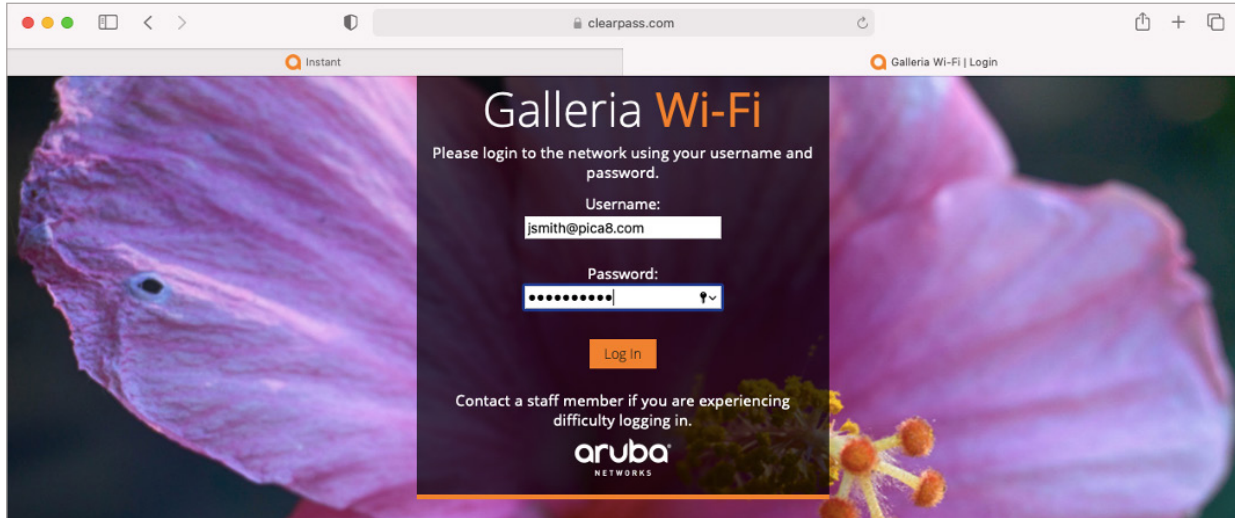 clearpass.com
Instant
Galleria Wi-Fi | Login
Galleria Wi-Fi
Please login to the network using your username and
password.
Username:
jsmith@pica8.com
Password:
••••••••••
Log In
Contact a staff member if you are experiencing
difficulty logging in.
aruba
NETWORKS